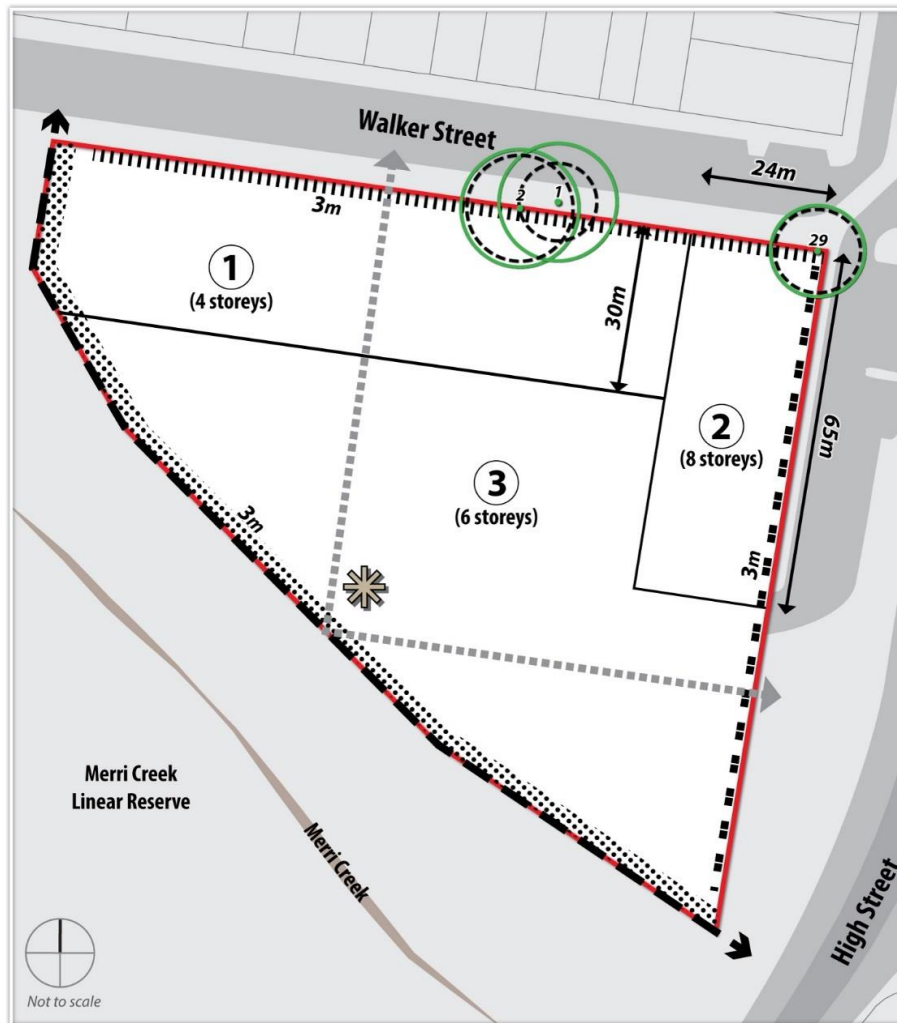 Walker Street
24m
3m
2
1
29
1
(4 storeys)
30m
2
(8 storeys)
65m
3
(6 storeys)
3m
3m
Merri Creek
Linear Reserve
Merri Creek
High Street
Not to scale